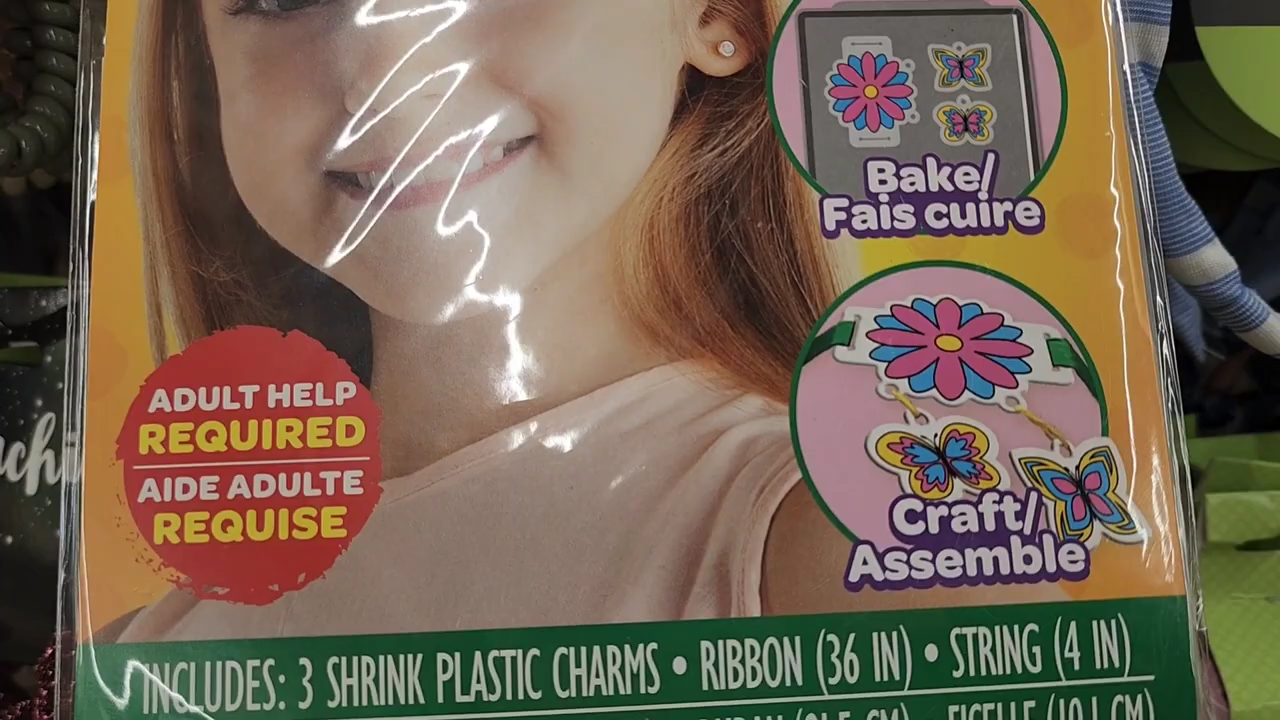 Bake/
Fais cuire
ADULT HELP
REQUIRED
AIDE ADULTE
REQUISE
Craft/
Assemble
INCLUDES: 3 SHRINK PLASTIC CHARMS • RIBBON (36 IN) • STRING (4 IN)